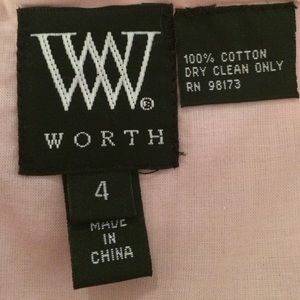 W
®
WORTH
4
MADE
IN
CHINA
100% COTTON
DRY CLEAN ONLY
RN 98173